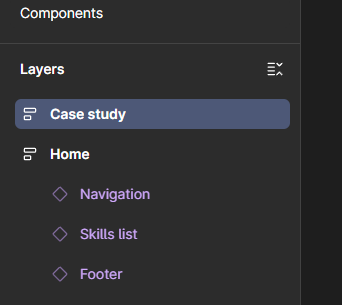 Components
Layers
Case study
Home
Navigation
Skills list
Footer